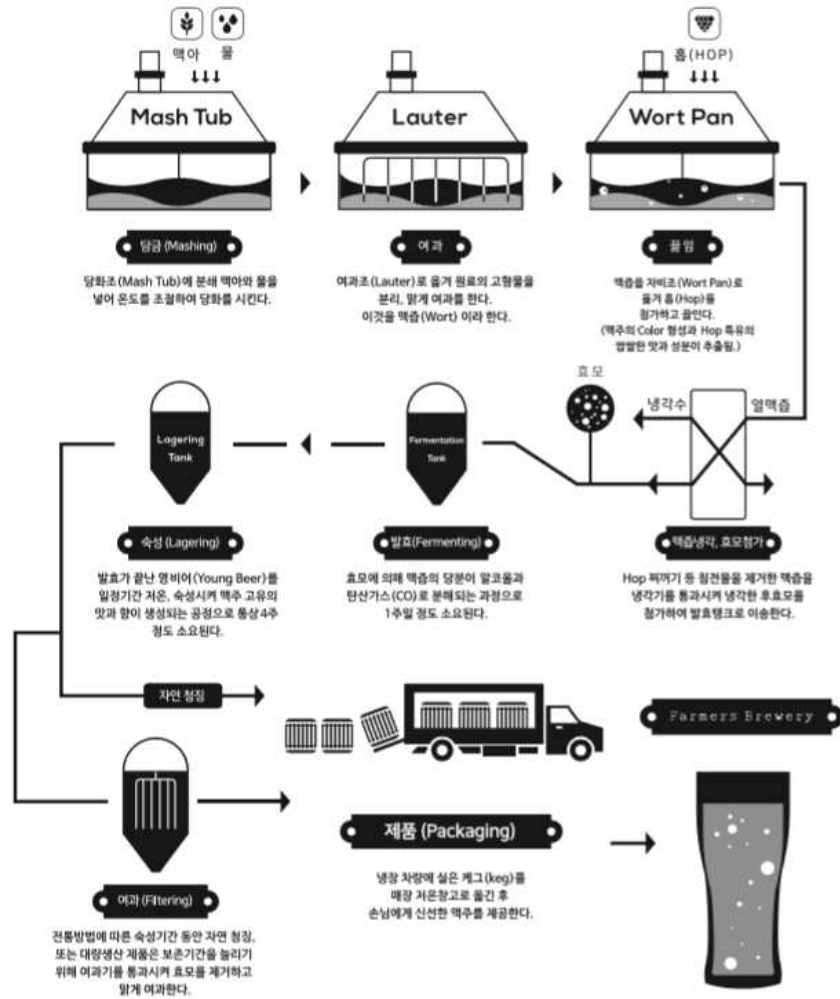 맥아 물
홉(HOP)
Mash Tub
Lauter
Wort Pan
담금 (Mashing)
당화조(Mash Tub)에 분쇄 맥아와 물을
넣어 온도를 조절하여 당화를 시킨다.
여 과
여과조(Lauter)로 옮겨 원료의 고형물을
분리, 맑게 여과를 한다.
이것을 맥즙(Wort) 이라 한다.
끓 임
맥즙을 자비조(Wort Pan)로
옮겨 홉(Hop)을
첨가하고 끓인다.
(맥주의 Color 형성과 Hop 특유의
쌉쌀한 맛과 성분이 추출됨.)
효모
냉각수
열맥즙
Lagering
Tank
Fermentation
Tank
숙성 (Lagering)
발효가 끝난 영비어(Young Beer)를
일정기간 저온, 숙성시켜 맥주 고유의
맛과 향이 생성되는 공정으로 통상 4주
정도 소요된다.
발효(Fermenting)
효모에 의해 맥즙의 당분이 알코올과
탄산가스(CO)로 분해되는 과정으로
1주일 정도 소요된다.
맥즙냉각, 효모첨가
Hop 찌꺼기 등 침전물을 제거한 맥즙을
냉각기를 통과시켜 냉각한 후효모를
첨가하여 발효탱크로 이송한다.
자연 청징
Farmers Brewery
여과 (Filtering)
전통방법에 따른 숙성기간 동안 자연 청징,
또는 대량생산 제품은 보존기간을 늘리기
위해 여과기를 통과시켜 효모를 제거하고
맑게 여과한다.
제품 (Packaging)
냉장 차량에 실은 케그(keg)를
매장 저온창고로 옮긴 후
손님에게 신선한 맥주를 제공한다.